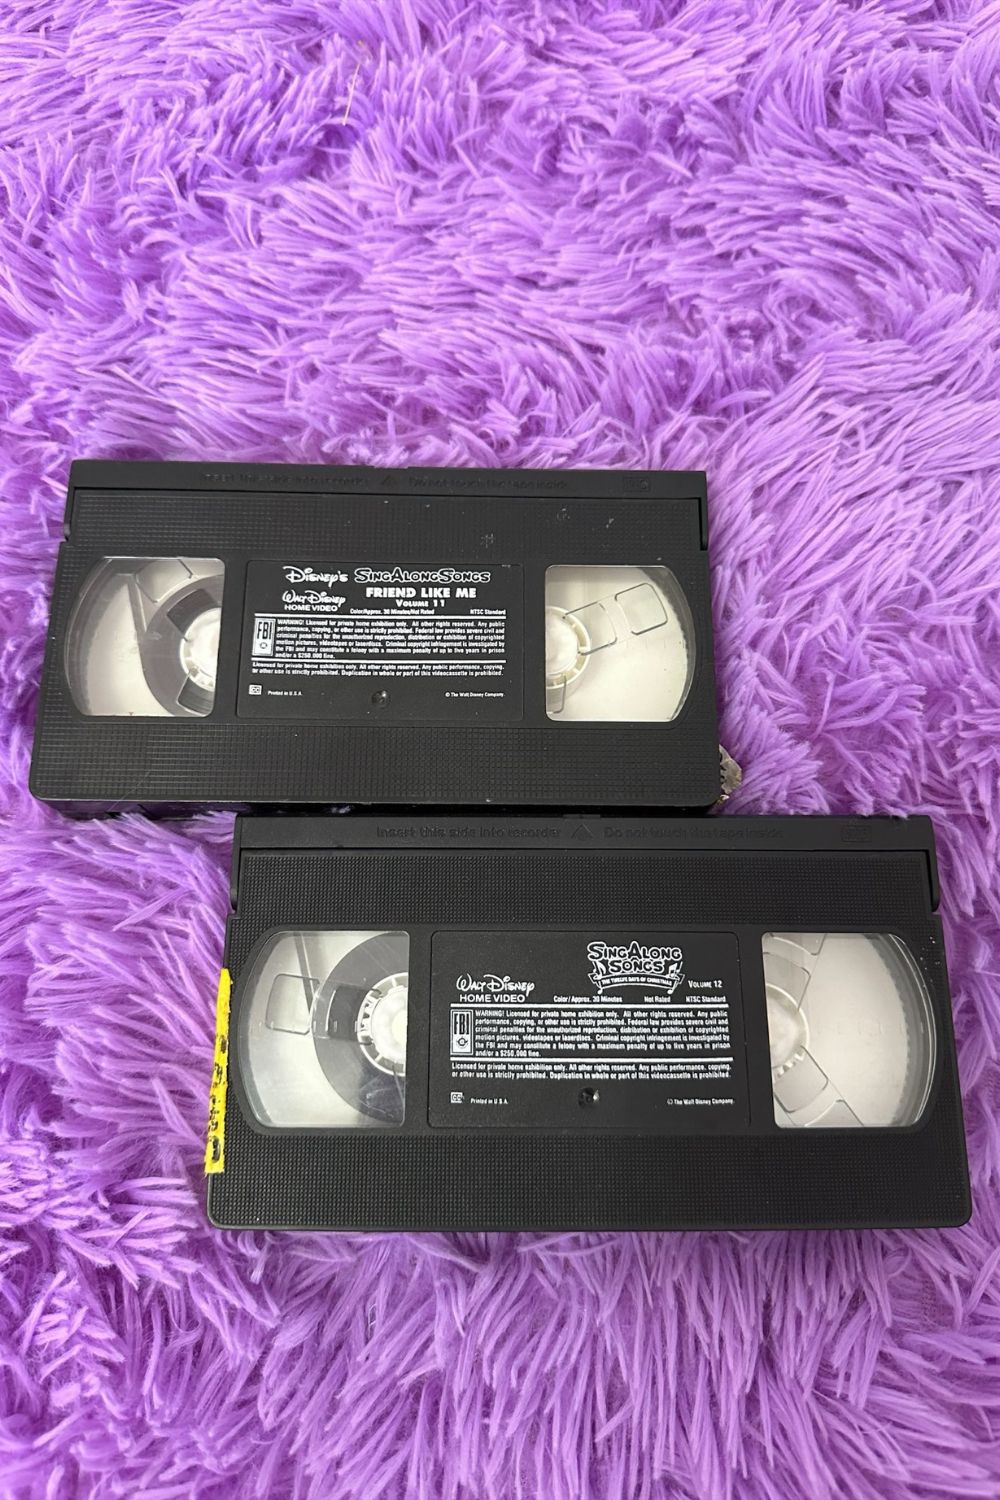 Insert this side into recorder Do not touch the tape inside
Disney's SING ALONG SONGS
FRIEND LIKE ME
Walt Disney
HOME VIDEO
Volume 11
Color/Approx. 30 Minutes/Not Rated NTSC Standard
FBI
WARNING! Licensed for private home exhibition only. All other rights reserved. Any public
performance, copying, or other use is strictly prohibited. Federal law provides severe civil and
criminal penalties for the unauthorized reproduction, distribution or exhibition of copyrighted
motion pictures, videotapes or laserdiscs. Criminal copyright infringement is investigated by
the FBI and may constitute a felony with a maximum penalty of up to five years in prison
and/or a $250,000 fine.
Licensed for private home exhibition only. All other rights reserved. Any public performance, copying,
or other use is strictly prohibited. Duplication in whole or part of this videocassette is prohibited.
CC Printed in U.S.A. © The Walt Disney Company
Insert this side into recorder Do not touch the tape inside
SING ALONG
SONGS
THE TWELVE DAYS OF CHRISTMAS
VOLUME 12
Walt Disney
HOME VIDEO
Color/Approx. 30 Minutes Not Rated NTSC Standard
FBI
WARNING! Licensed for private home exhibition only. All other rights reserved. Any public
performance, copying, or other use is strictly prohibited. Federal law provides severe civil and
criminal penalties for the unauthorized reproduction, distribution or exhibition of copyrighted
motion pictures, videotapes or laserdiscs. Criminal copyright infringement is investigated by
the FBI and may constitute a felony with a maximum penalty of up to five years in prison
and/or a $250,000 fine.
Licensed for private home exhibition only. All other rights reserved. Any public performance, copying,
or other use is strictly prohibited. Duplication in whole or part of this videocassette is prohibited.
CC Printed in U.S.A. © The Walt Disney Company.